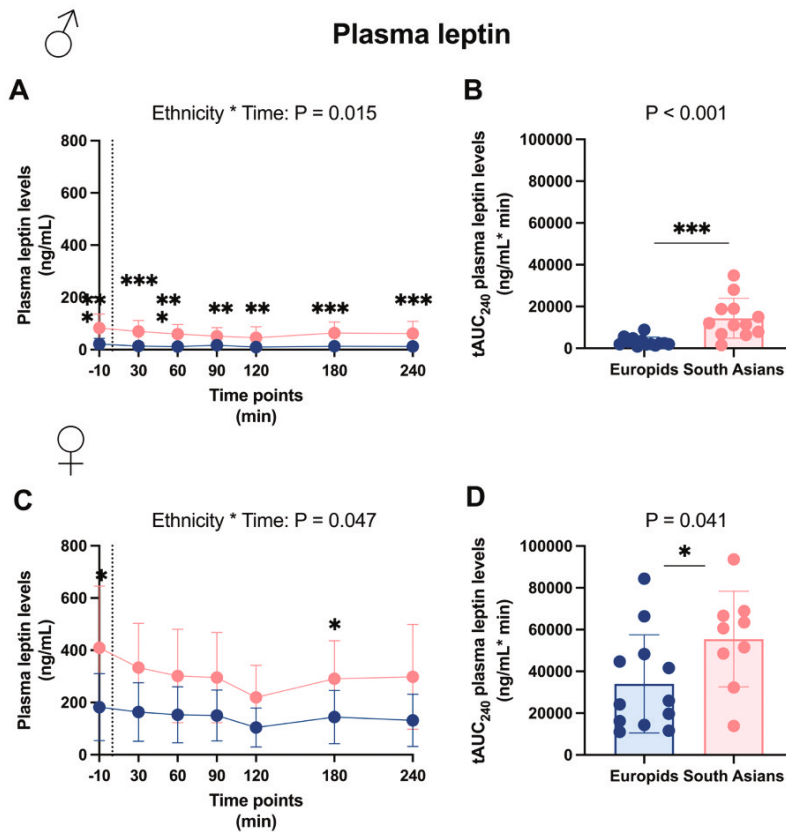 Plasma leptin
A
Ethnicity * Time: P = 0.015
Plasma leptin levels
(ng/mL)
800
600
400
200
0
**
*
***
**
*
**
**
***
***
-10 30 60 90 120 180 240
Time points
(min)
B
P < 0.001
tAUC240 plasma leptin levels
(ng/mL* min)
100000
80000
60000
40000
20000
0
***
Europids South Asians
C
Ethnicity * Time: P = 0.047
Plasma leptin levels
(ng/mL)
800
600
400
200
0
*
*
-10 30 60 90 120 180 240
Time points
(min)
D
P = 0.041
tAUC240 plasma leptin levels
(ng/mL* min)
100000
80000
60000
40000
20000
0
*
Europids South Asians